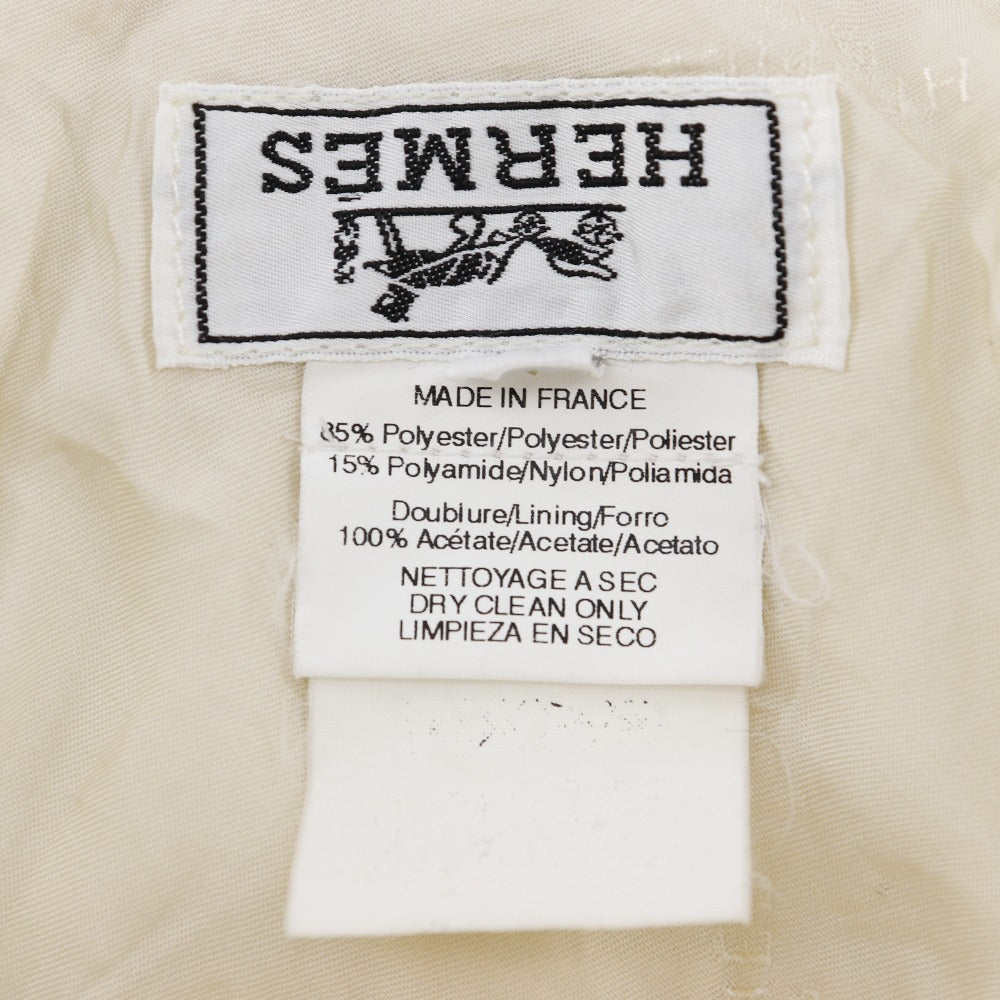 HERMÈS
MADE IN FRANCE
85% Polyester/Polyester/Poliester
15% Polyamide/Nylon/Poliamida
Doublure/Lining/Forro
100% Acétate/Acetate/Acetato
NETTOYAGE A SEC
DRY CLEAN ONLY
LIMPIEZA EN SECO